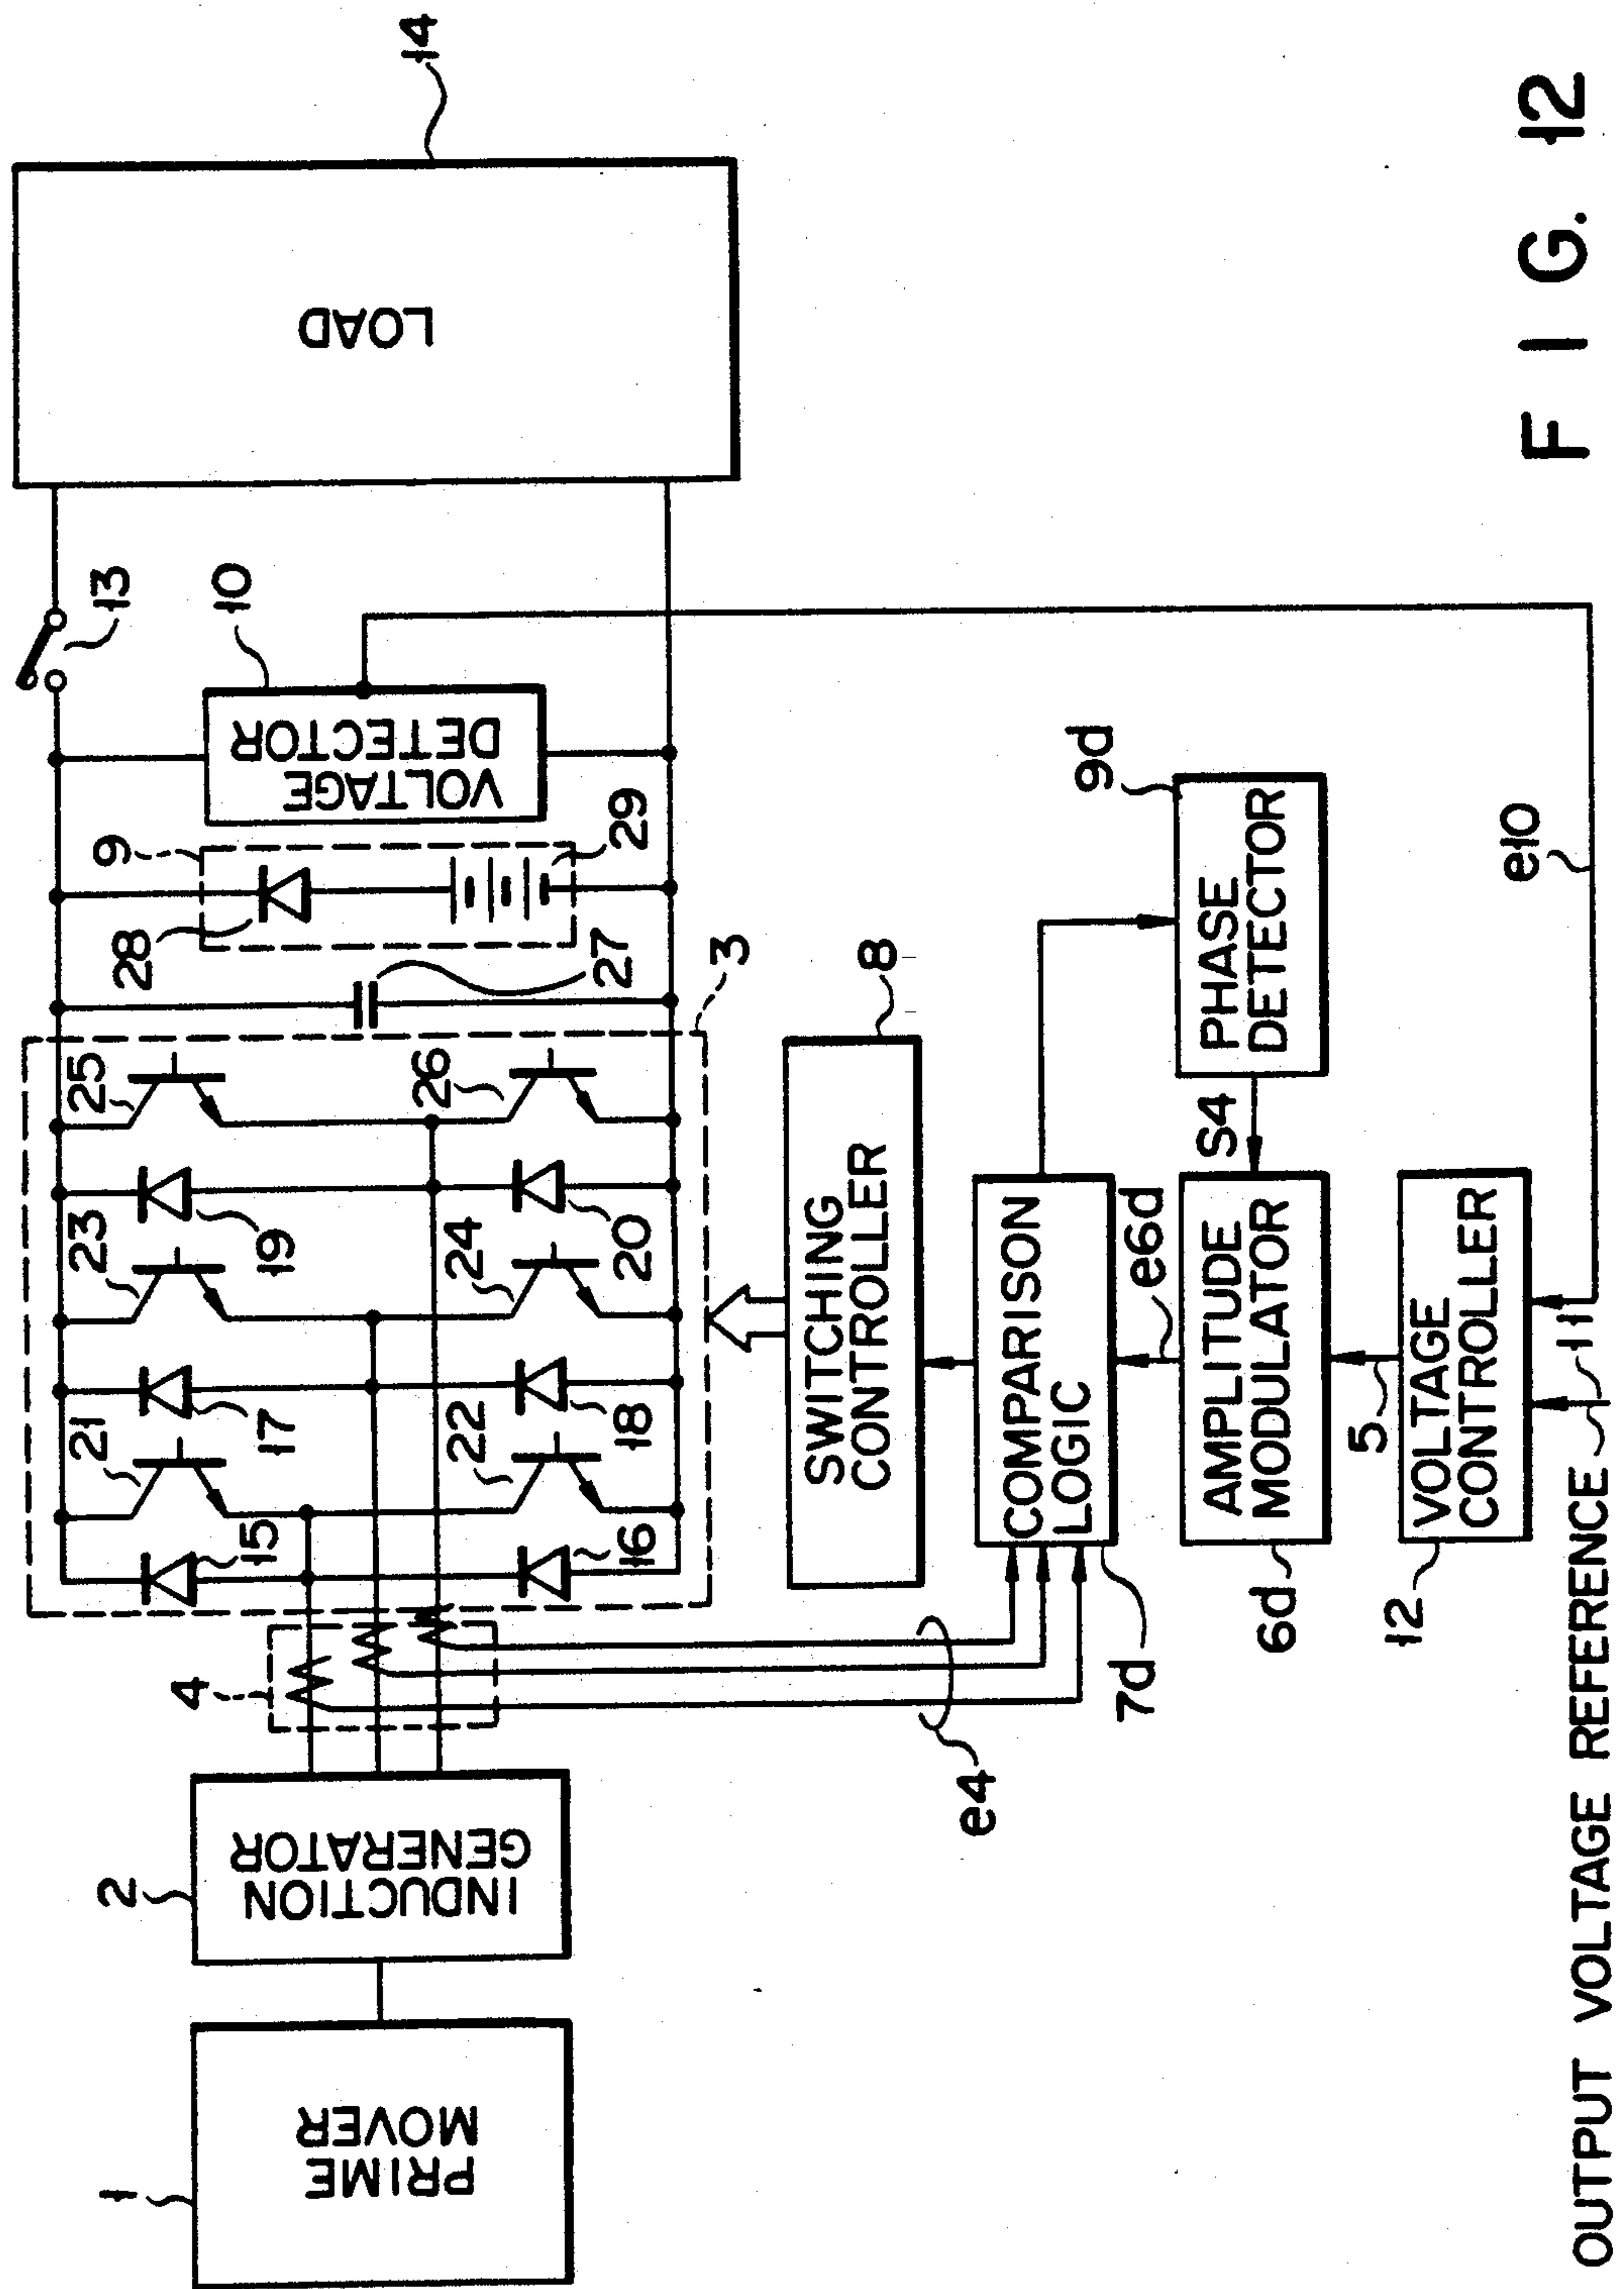 1
PRIME
MOVER
2
INDUCTION
GENERATOR
4
15
16
21
22
17
18
23
24
19
20
25
26
3
27
28
9
29
VOLTAGE
DETECTOR
10
13
LOAD
14
SWITCHING
CONTROLLER
8
e4
7d
COMPARISON
LOGIC
PHASE
DETECTOR
9d
S4
e6d
AMPLITUDE
MODULATOR
6d
5
VOLTAGE
CONTROLLER
12
e10
OUTPUT VOLTAGE REFERENCE 11
FIG. 12